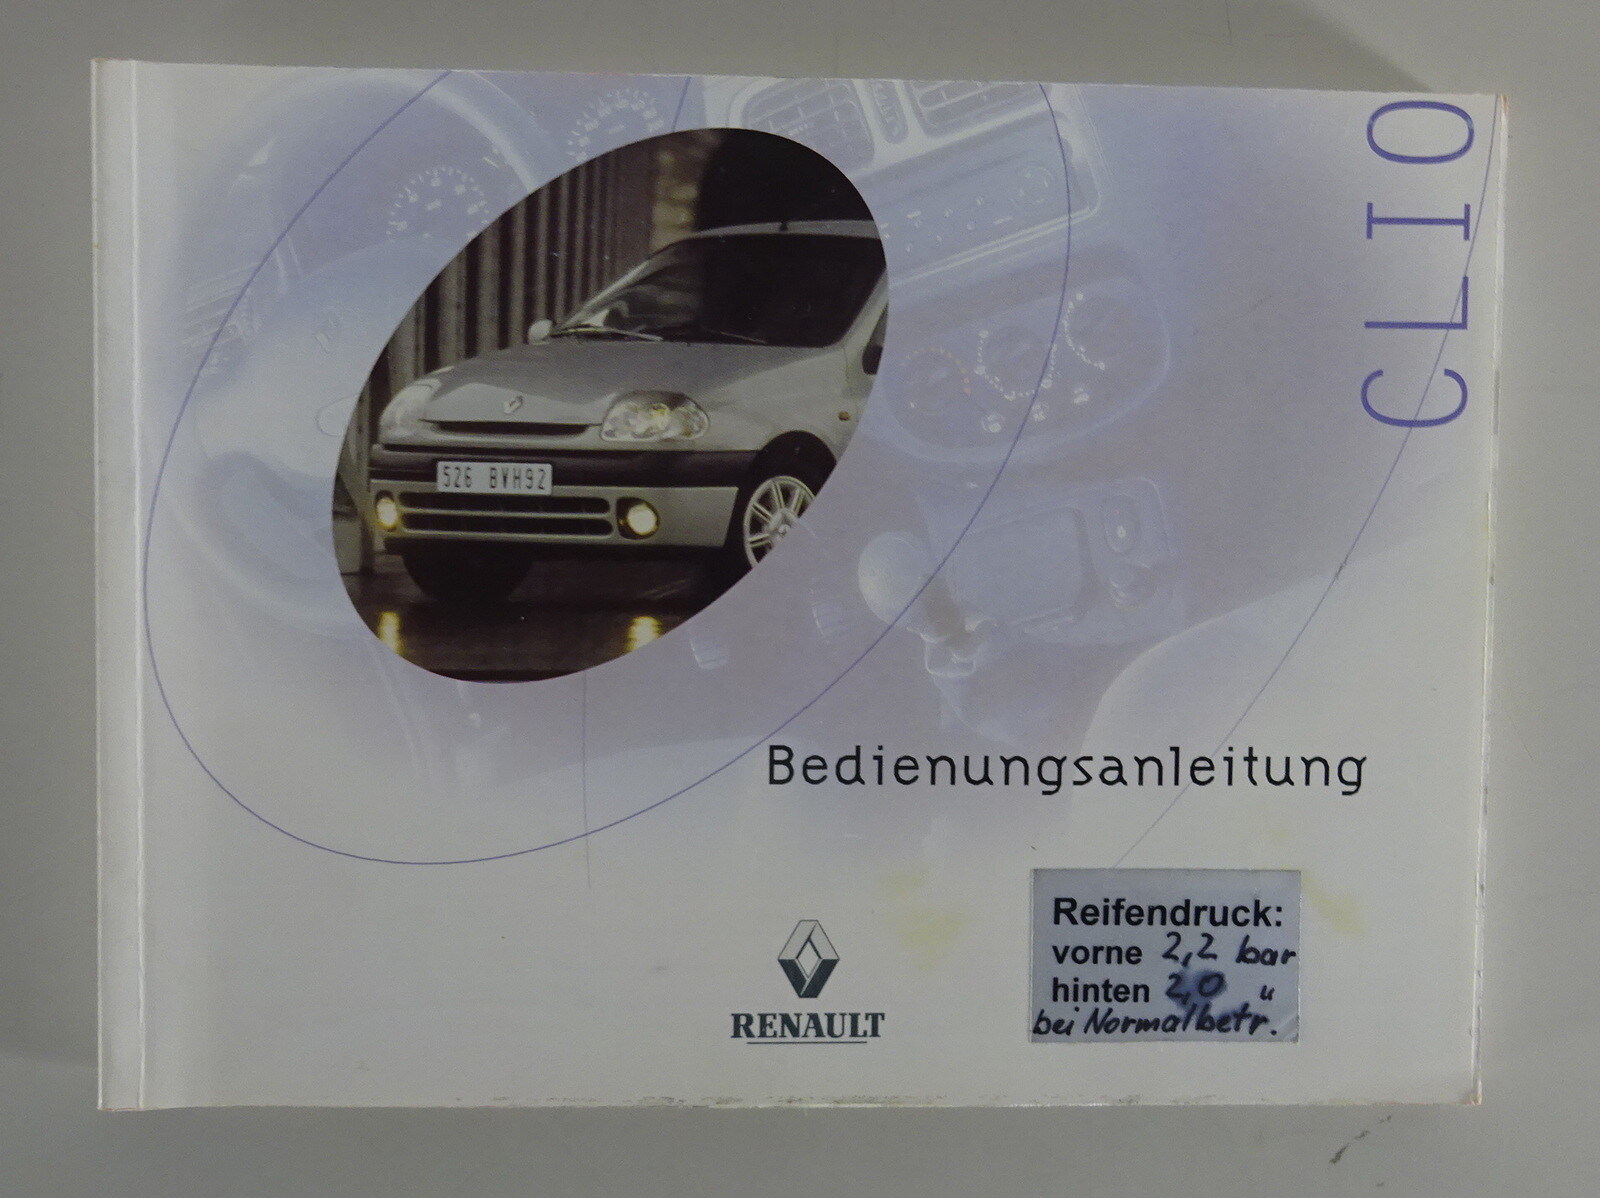 CLIO
526 BVH92
Bedienungsanleitung
RENAULT
Reifendruck:
vorne 2,2 bar
hinten 2,0 "
bei Normalbetr.